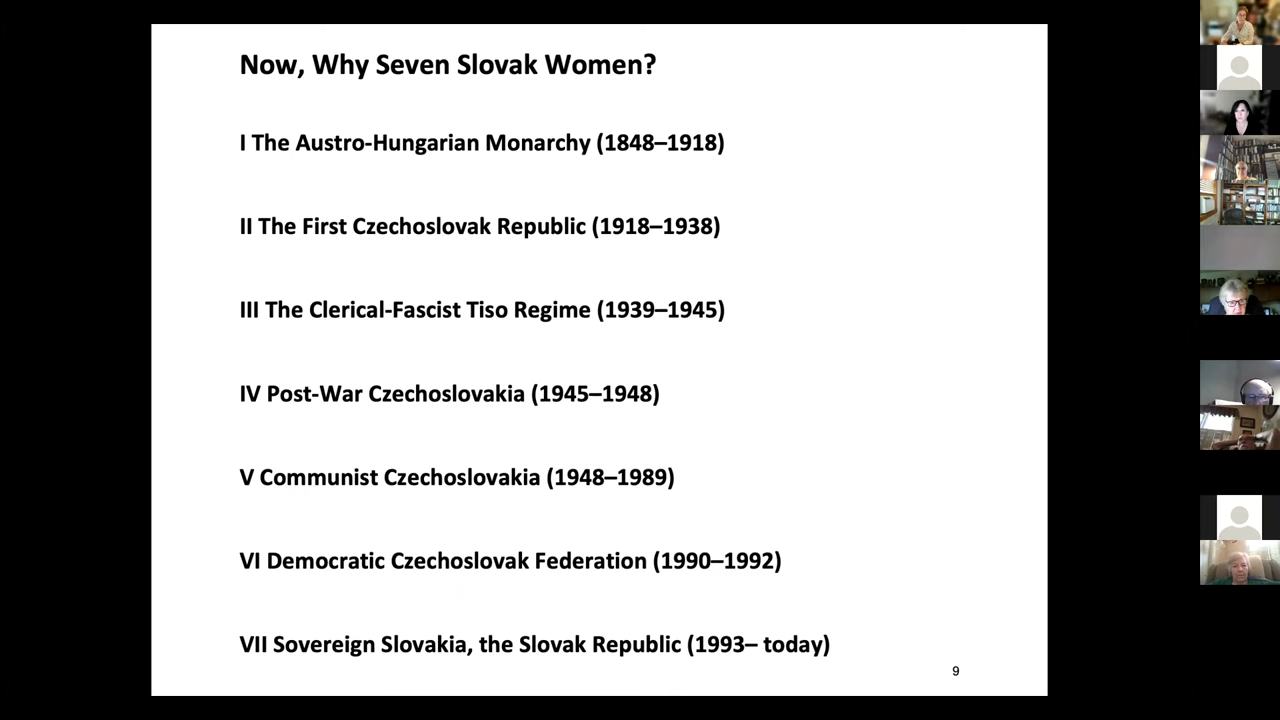 Now, Why Seven Slovak Women?
I The Austro-Hungarian Monarchy (1848–1918)
II The First Czechoslovak Republic (1918–1938)
III The Clerical-Fascist Tiso Regime (1939–1945)
IV Post-War Czechoslovakia (1945–1948)
V Communist Czechoslovakia (1948–1989)
VI Democratic Czechoslovak Federation (1990–1992)
VII Sovereign Slovakia, the Slovak Republic (1993– today)
9